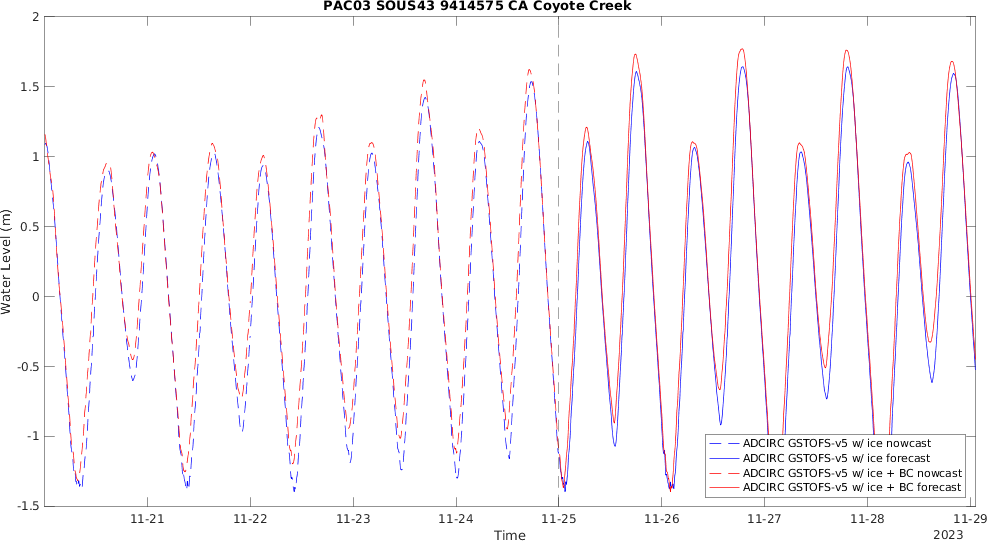 PAC03 SOUS43 9414575 CA Coyote Creek
2
1.5
1
0.5
0
-0.5
-1
-1.5
Water Level (m)
11-21 11-22 11-23 11-24 11-25 11-26 11-27 11-28 11-29
Time
2023
ADCIRC GSTOFS-v5 w/ ice nowcast
ADCIRC GSTOFS-v5 w/ ice forecast
ADCIRC GSTOFS-v5 w/ ice + BC nowcast
ADCIRC GSTOFS-v5 w/ ice + BC forecast